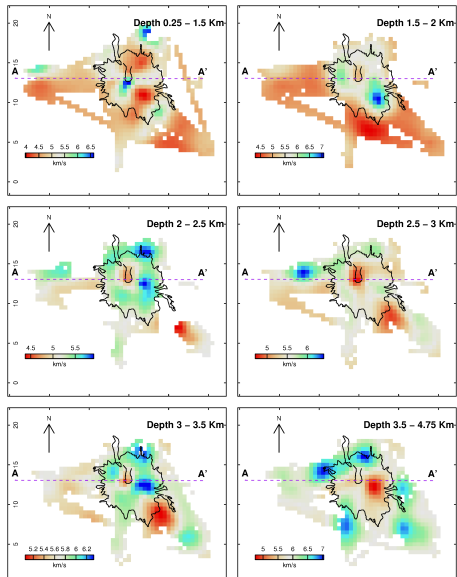 Depth 0.25 – 1.5 Km
N
A
A'
20
15
10
5
0
4 4.5 5 5.5 6 6.5
km/s
Depth 1.5 – 2 Km
N
A
A'
4.5 5 5.5 6 6.5 7
km/s
Depth 2 – 2.5 Km
N
A
A'
20
15
10
5
0
4.5 5 5.5
km/s
Depth 2.5 – 3 Km
N
A
A'
5 5.5 6
km/s
Depth 3 – 3.5 Km
N
A
A'
20
15
10
5
5.2 5.4 5.6 5.8 6 6.2
km/s
Depth 3.5 – 4.75 Km
N
A
A'
5 5.5 6 6.5 7
km/s